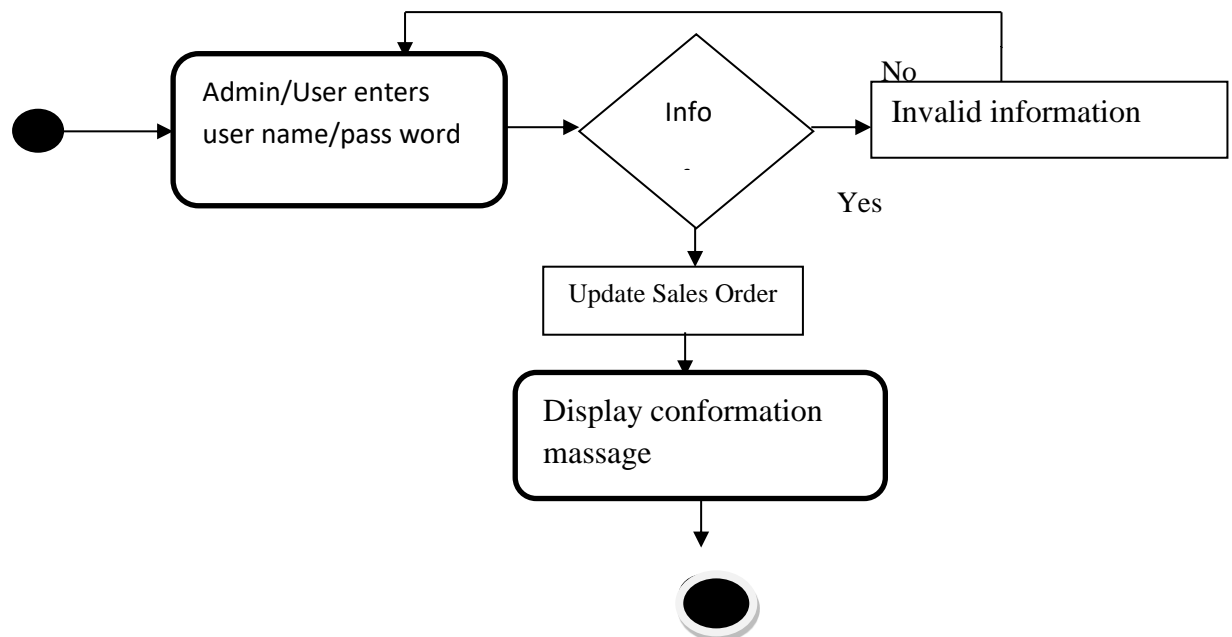 Admin/User enters
user name/pass word
Info
No
Invalid information
Yes
Update Sales Order
Display conformation
massage